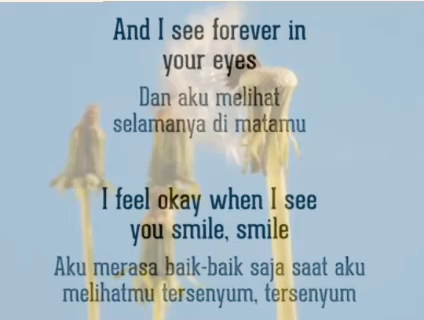 And I see forever in
your eyes
Dan aku melihat
selamanya di matamu
I feel okay when I see
you smile, smile
Aku merasa baik-baik saja saat aku
melihatmu tersenyum, tersenyum